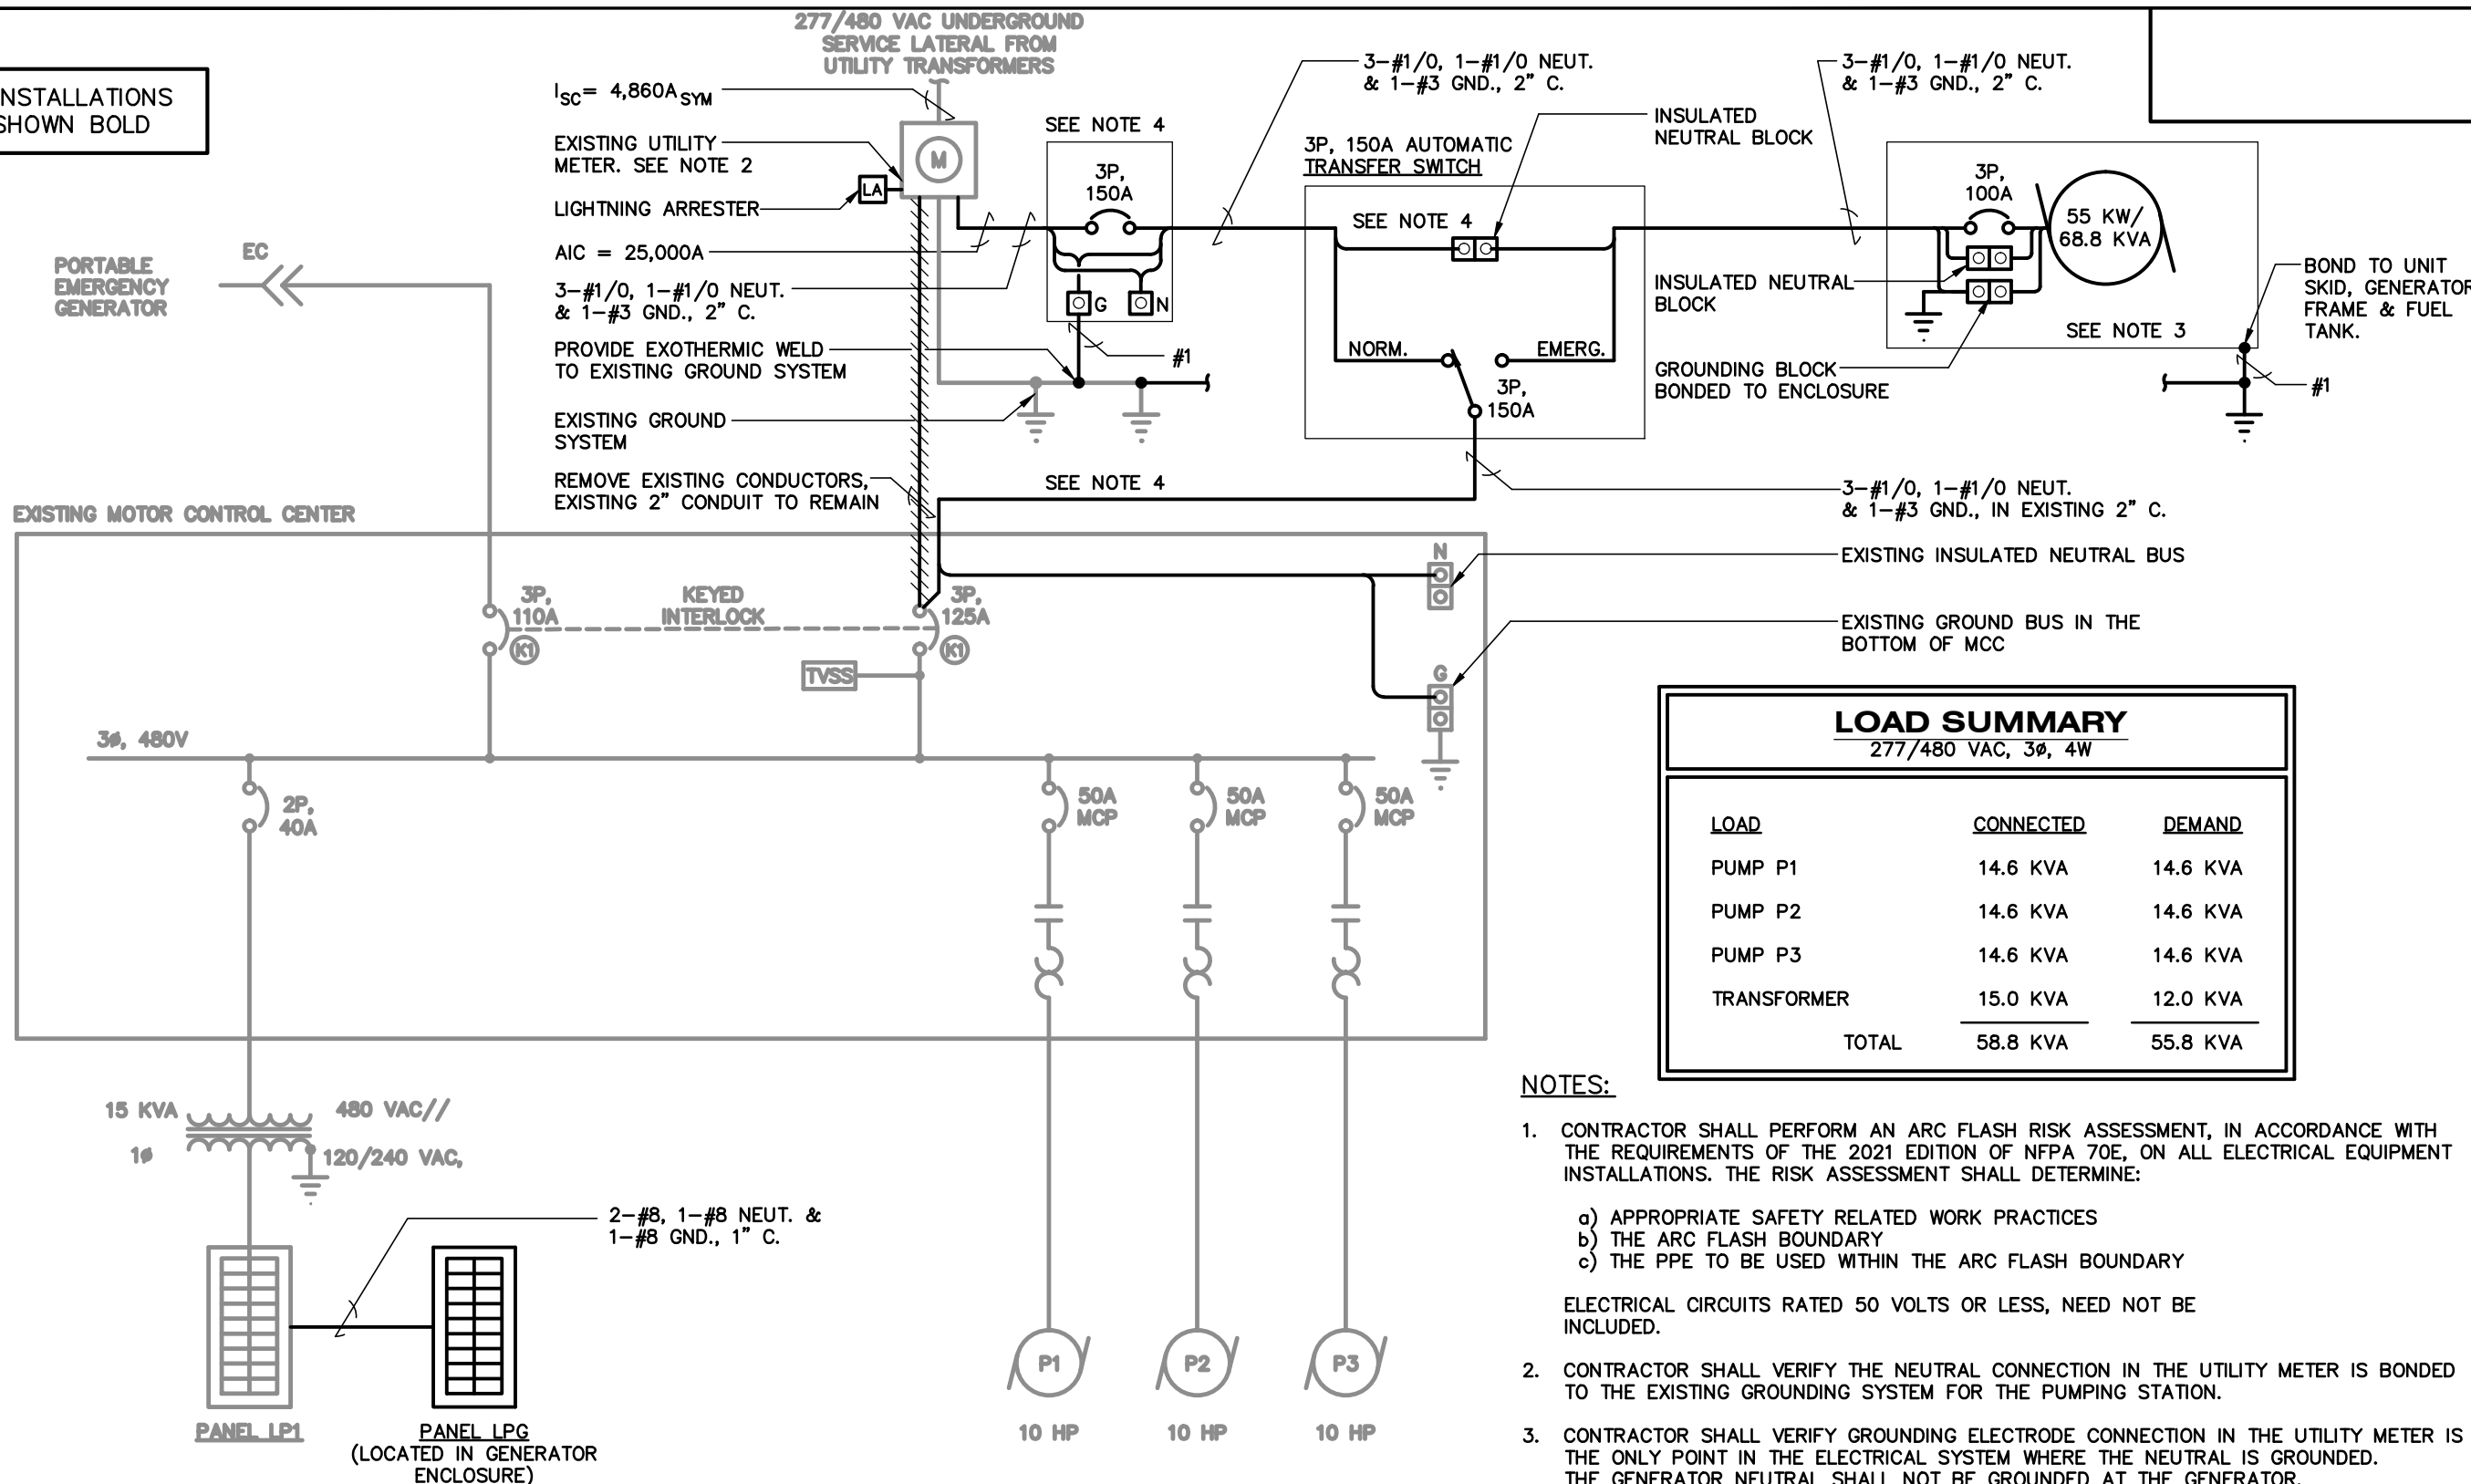 NSTALLATIONS
SHOWN BOLD
277/480 VAC UNDERGROUND
SERVICE LATERAL FROM
UTILITY TRANSFORMERS
ISC= 4,860ASYM
EXISTING UTILITY
METER. SEE NOTE 2
LIGHTNING ARRESTER
AIC = 25,000A
3-#1/0, 1-#1/0 NEUT.
& 1-#3 GND., 2" C.
PROVIDE EXOTHERMIC WELD
TO EXISTING GROUND SYSTEM
EXISTING GROUND
SYSTEM
REMOVE EXISTING CONDUCTORS,
EXISTING 2" CONDUIT TO REMAIN
M
LA
SEE NOTE 4
3P,
150A
G
N
#1
SEE NOTE 4
3-#1/0, 1-#1/0 NEUT.
& 1-#3 GND., 2" C.
3P, 150A AUTOMATIC
TRANSFER SWITCH
SEE NOTE 4
NORM.
EMERG.
3P,
150A
INSULATED
NEUTRAL BLOCK
3-#1/0, 1-#1/0 NEUT.
& 1-#3 GND., 2" C.
3P,
100A
55 KW/
68.8 KVA
INSULATED NEUTRAL
BLOCK
SEE NOTE 3
GROUNDING BLOCK
BONDED TO ENCLOSURE
BOND TO UNIT
SKID, GENERATOR
FRAME & FUEL
TANK.
#1
3-#1/0, 1-#1/0 NEUT.
& 1-#3 GND., IN EXISTING 2" C.
EXISTING INSULATED NEUTRAL BUS
EXISTING GROUND BUS IN THE
BOTTOM OF MCC
PORTABLE
EMERGENCY
GENERATOR
EC
EXISTING MOTOR CONTROL CENTER
3P,
110A
K1
KEYED
INTERLOCK
3P,
125A
K1
TVSS
N
G
3ø, 480V
2P,
40A
50A
MCP
50A
MCP
50A
MCP
15 KVA
1ø
480 VAC//
120/240 VAC,
2-#8, 1-#8 NEUT. &
1-#8 GND., 1" C.
PANEL LP1
PANEL LPG
(LOCATED IN GENERATOR
ENCLOSURE)
P1
P2
P3
10 HP
10 HP
10 HP
LOAD SUMMARY
277/480 VAC, 3ø, 4W
LOAD CONNECTED DEMAND
PUMP P1 14.6 KVA 14.6 KVA
PUMP P2 14.6 KVA 14.6 KVA
PUMP P3 14.6 KVA 14.6 KVA
TRANSFORMER 15.0 KVA 12.0 KVA
TOTAL 58.8 KVA 55.8 KVA
NOTES:
1. CONTRACTOR SHALL PERFORM AN ARC FLASH RISK ASSESSMENT, IN ACCORDANCE WITH
THE REQUIREMENTS OF THE 2021 EDITION OF NFPA 70E, ON ALL ELECTRICAL EQUIPMENT
INSTALLATIONS. THE RISK ASSESSMENT SHALL DETERMINE:
a) APPROPRIATE SAFETY RELATED WORK PRACTICES
b) THE ARC FLASH BOUNDARY
c) THE PPE TO BE USED WITHIN THE ARC FLASH BOUNDARY
ELECTRICAL CIRCUITS RATED 50 VOLTS OR LESS, NEED NOT BE
INCLUDED.
2. CONTRACTOR SHALL VERIFY THE NEUTRAL CONNECTION IN THE UTILITY METER IS BONDED
TO THE EXISTING GROUNDING SYSTEM FOR THE PUMPING STATION.
3. CONTRACTOR SHALL VERIFY GROUNDING ELECTRODE CONNECTION IN THE UTILITY METER IS
THE ONLY POINT IN THE ELECTRICAL SYSTEM WHERE THE NEUTRAL IS GROUNDED.
THE GENERATOR NEUTRAL SHALL NOT BE GROUNDED AT THE GENERATOR.